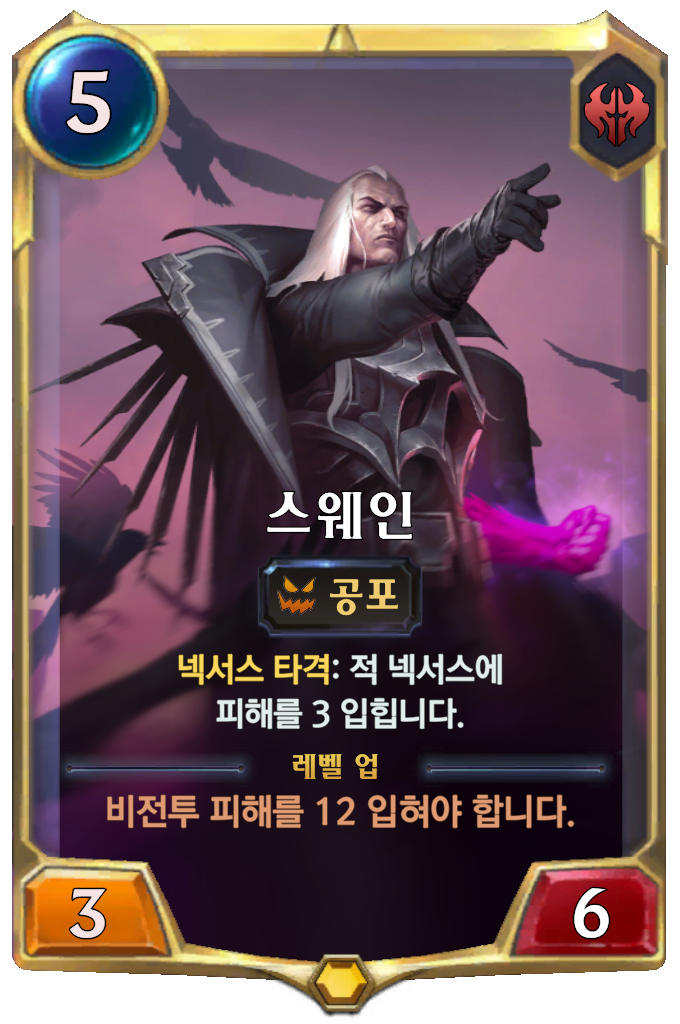 5
스웨인
공포
넥서스 타격: 적 넥서스에
피해를 3 입힙니다.
레벨 업
비전투 피해를 12 입혀야 합니다.
3
6